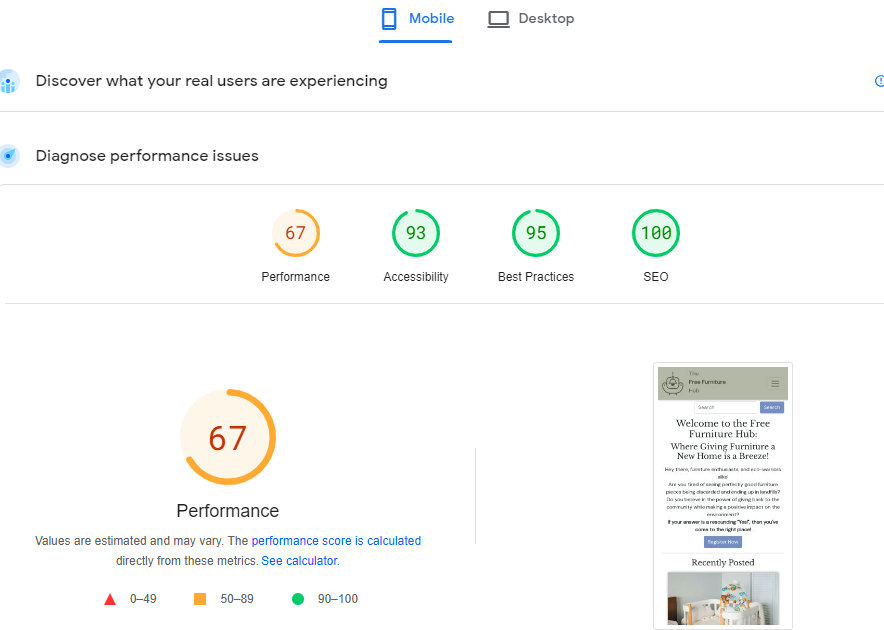 Mobile
Desktop
Discover what your real users are experiencing
Diagnose performance issues
67
93
95
100
Performance
Accessibility
Best Practices
SEO
67
Performance
Values are estimated and may vary. The performance score is calculated
directly from these metrics. See calculator.
0–49
50–89
90–100
The
Free Furniture
Hub
Search
Search
Welcome to the Free
Furniture Hub:
Where Giving Furniture a
New Home is a Breeze!
Hey there, furniture enthusiasts, and eco-warriors
alike!
Are you tired of seeing perfectly good furniture
pieces being discarded and ending up in landfills?
Do you believe in the power of giving back to the
community while making a positive impact on the
environment?
If your answer is a resounding "Yes!", then you've
come to the right place!
Register Now
Recently Posted